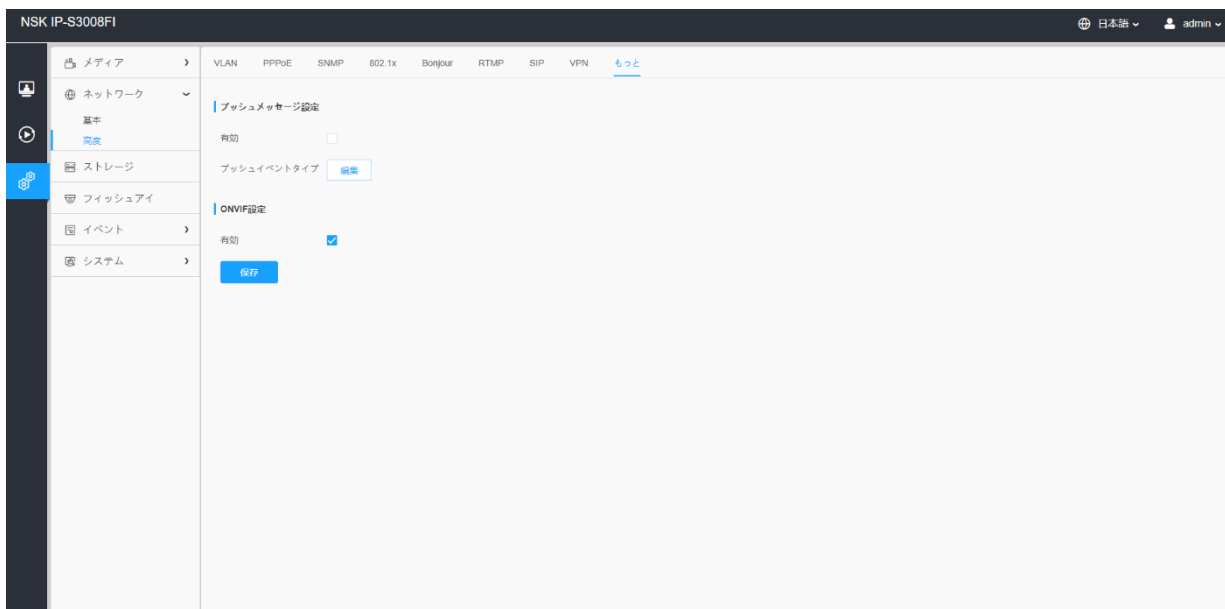 NSK IP-S3008FI
日本語
admin
メディア
ネットワーク
基本
高度
ストレージ
フィッシュアイ
イベント
システム
VLAN PPPoE SNMP 802.1x Bonjour RTMP SIP VPN もっと
プッシュメッセージ設定
有効
プッシュイベントタイプ 編集
ONVIF設定
有効
保存